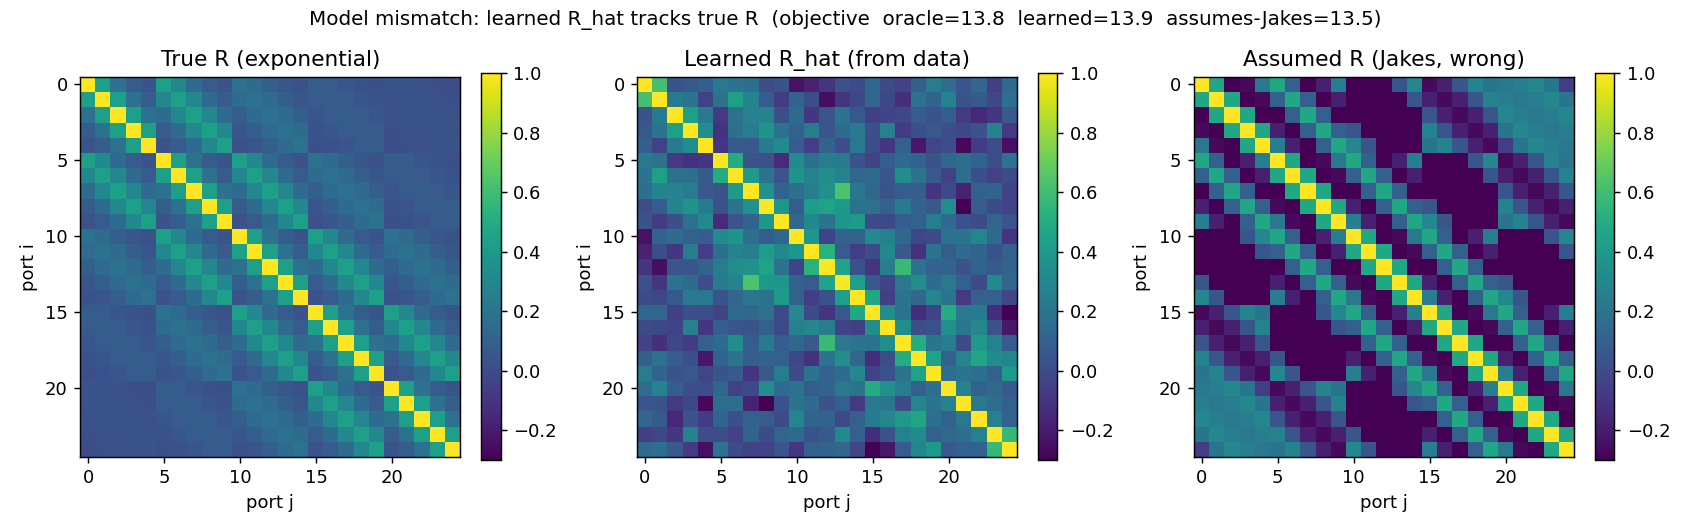 Model mismatch: learned R_hat tracks true R  (objective  oracle=13.8  learned=13.9  assumes-Jakes=13.5)
True R (exponential)
Learned R_hat (from data)
Assumed R (Jakes, wrong)
port i
0
5
10
15
20
0 5 10 15 20
port j
1.0
0.8
0.6
0.4
0.2
0.0
−0.2
port i
0
5
10
15
20
0 5 10 15 20
port j
1.0
0.8
0.6
0.4
0.2
0.0
−0.2
port i
0
5
10
15
20
0 5 10 15 20
port j
1.0
0.8
0.6
0.4
0.2
0.0
−0.2